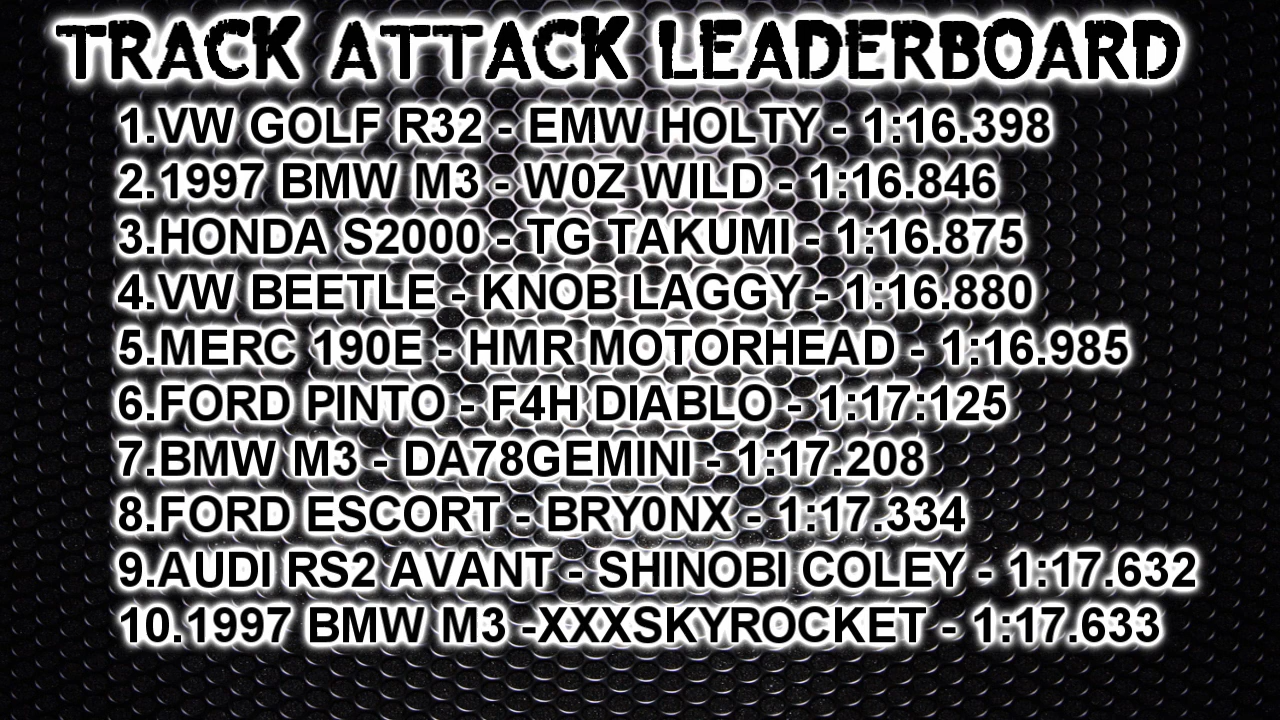 TRACK ATTACK LEADERBOARD
1.VW GOLF R32 - EMW HOLTY - 1:16.398
2.1997 BMW M3 - W0Z WILD - 1:16.846
3.HONDA S2000 - TG TAKUMI - 1:16.875
4.VW BEETLE - KNOB LAGGY - 1:16.880
5.MERC 190E - HMR MOTORHEAD - 1:16.985
6.FORD PINTO - F4H DIABLO - 1:17:125
7.BMW M3 - DA78GEMINI - 1:17.208
8.FORD ESCORT - BRY0NX - 1:17.334
9.AUDI RS2 AVANT - SHINOBI COLEY - 1:17.632
10.1997 BMW M3 -XXXSKYROCKET - 1:17.633